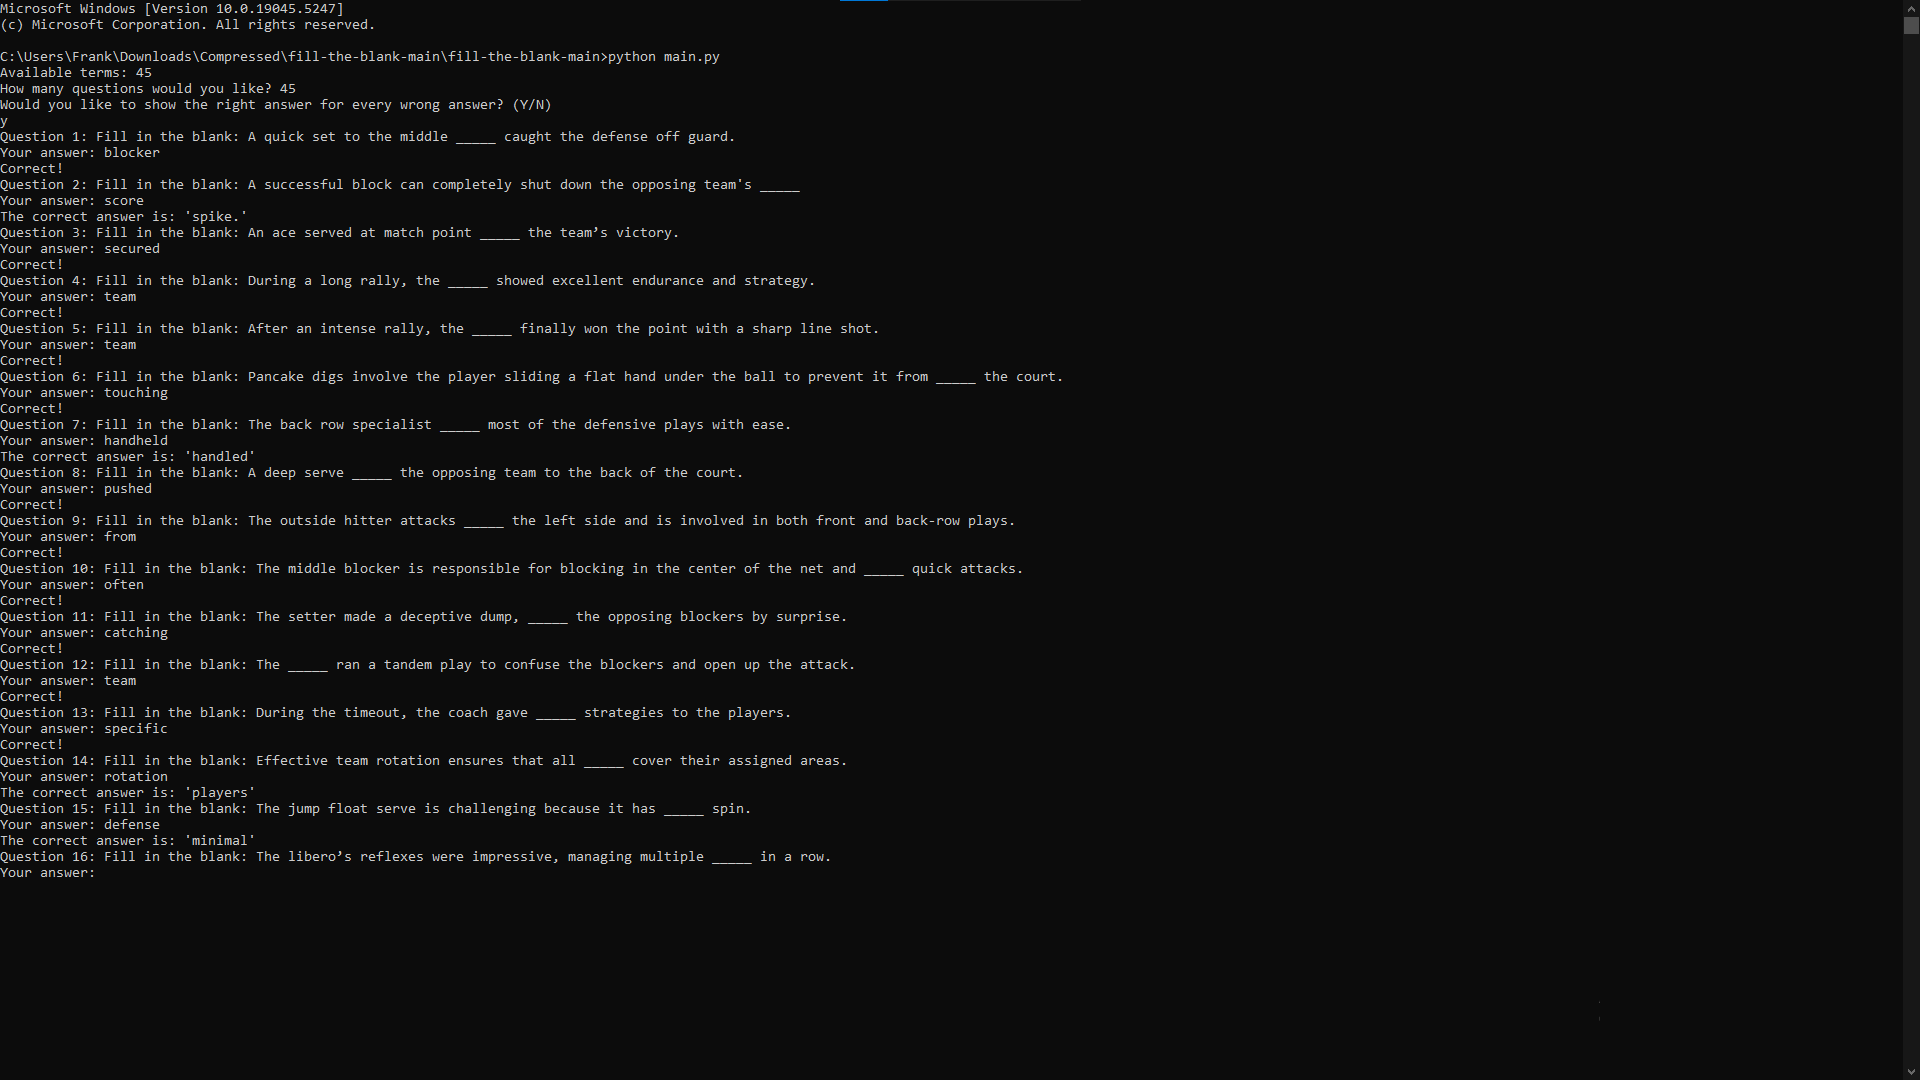 Microsoft Windows [Version 10.0.19045.5247]
(c) Microsoft Corporation. All rights reserved.
C:\Users\Frank\Downloads\Compressed\fill-the-blank-main\fill-the-blank-main>python main.py
Available terms: 45
How many questions would you like? 45
Would you like to show the right answer for every wrong answer? (Y/N)
y
Question 1: Fill in the blank: A quick set to the middle _____ caught the defense off guard.
Your answer: blocker
Correct!
Question 2: Fill in the blank: A successful block can completely shut down the opposing team's _____
Your answer: score
The correct answer is: 'spike.'
Question 3: Fill in the blank: An ace served at match point _____ the team’s victory.
Your answer: secured
Correct!
Question 4: Fill in the blank: During a long rally, the _____ showed excellent endurance and strategy.
Your answer: team
Correct!
Question 5: Fill in the blank: After an intense rally, the _____ finally won the point with a sharp line shot.
Your answer: team
Correct!
Question 6: Fill in the blank: Pancake digs involve the player sliding a flat hand under the ball to prevent it from _____ the court.
Your answer: touching
Correct!
Question 7: Fill in the blank: The back row specialist _____ most of the defensive plays with ease.
Your answer: handheld
The correct answer is: 'handled'
Question 8: Fill in the blank: A deep serve _____ the opposing team to the back of the court.
Your answer: pushed
Correct!
Question 9: Fill in the blank: The outside hitter attacks _____ the left side and is involved in both front and back-row plays.
Your answer: from
Correct!
Question 10: Fill in the blank: The middle blocker is responsible for blocking in the center of the net and _____ quick attacks.
Your answer: often
Correct!
Question 11: Fill in the blank: The setter made a deceptive dump, _____ the opposing blockers by surprise.
Your answer: catching
Correct!
Question 12: Fill in the blank: The _____ ran a tandem play to confuse the blockers and open up the attack.
Your answer: team
Correct!
Question 13: Fill in the blank: During the timeout, the coach gave _____ strategies to the players.
Your answer: specific
Correct!
Question 14: Fill in the blank: Effective team rotation ensures that all _____ cover their assigned areas.
Your answer: rotation
The correct answer is: 'players'
Question 15: Fill in the blank: The jump float serve is challenging because it has _____ spin.
Your answer: defense
The correct answer is: 'minimal'
Question 16: Fill in the blank: The libero’s reflexes were impressive, managing multiple _____ in a row.
Your answer: